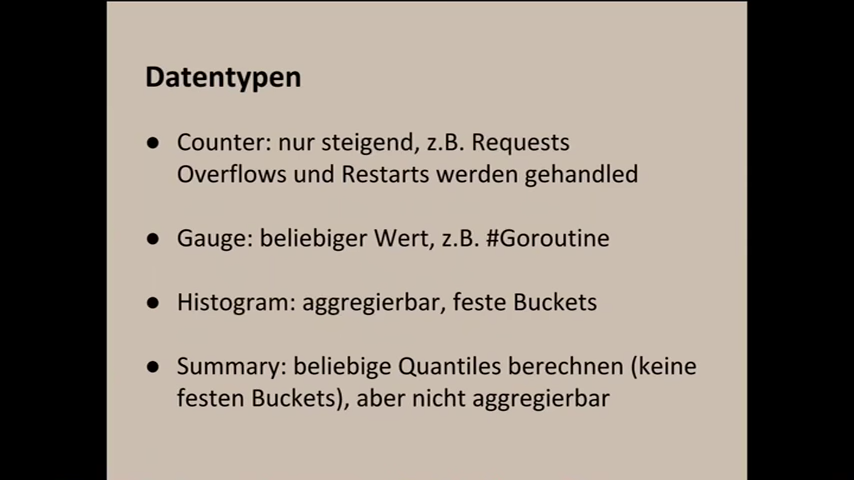 Datentypen
● Counter: nur steigend, z.B. Requests
Overflows und Restarts werden gehandled
● Gauge: beliebiger Wert, z.B. #Goroutine
● Histogram: aggregierbar, feste Buckets
● Summary: beliebige Quantiles berechnen (keine
festen Buckets), aber nicht aggregierbar